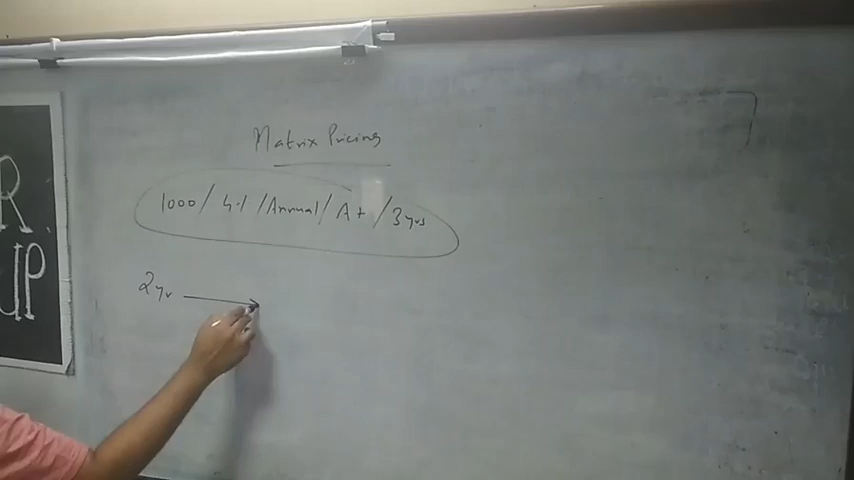 Matrix Pricing
1000/ 4% /Annual/ A+ /3yrs
2yr
R.
UP